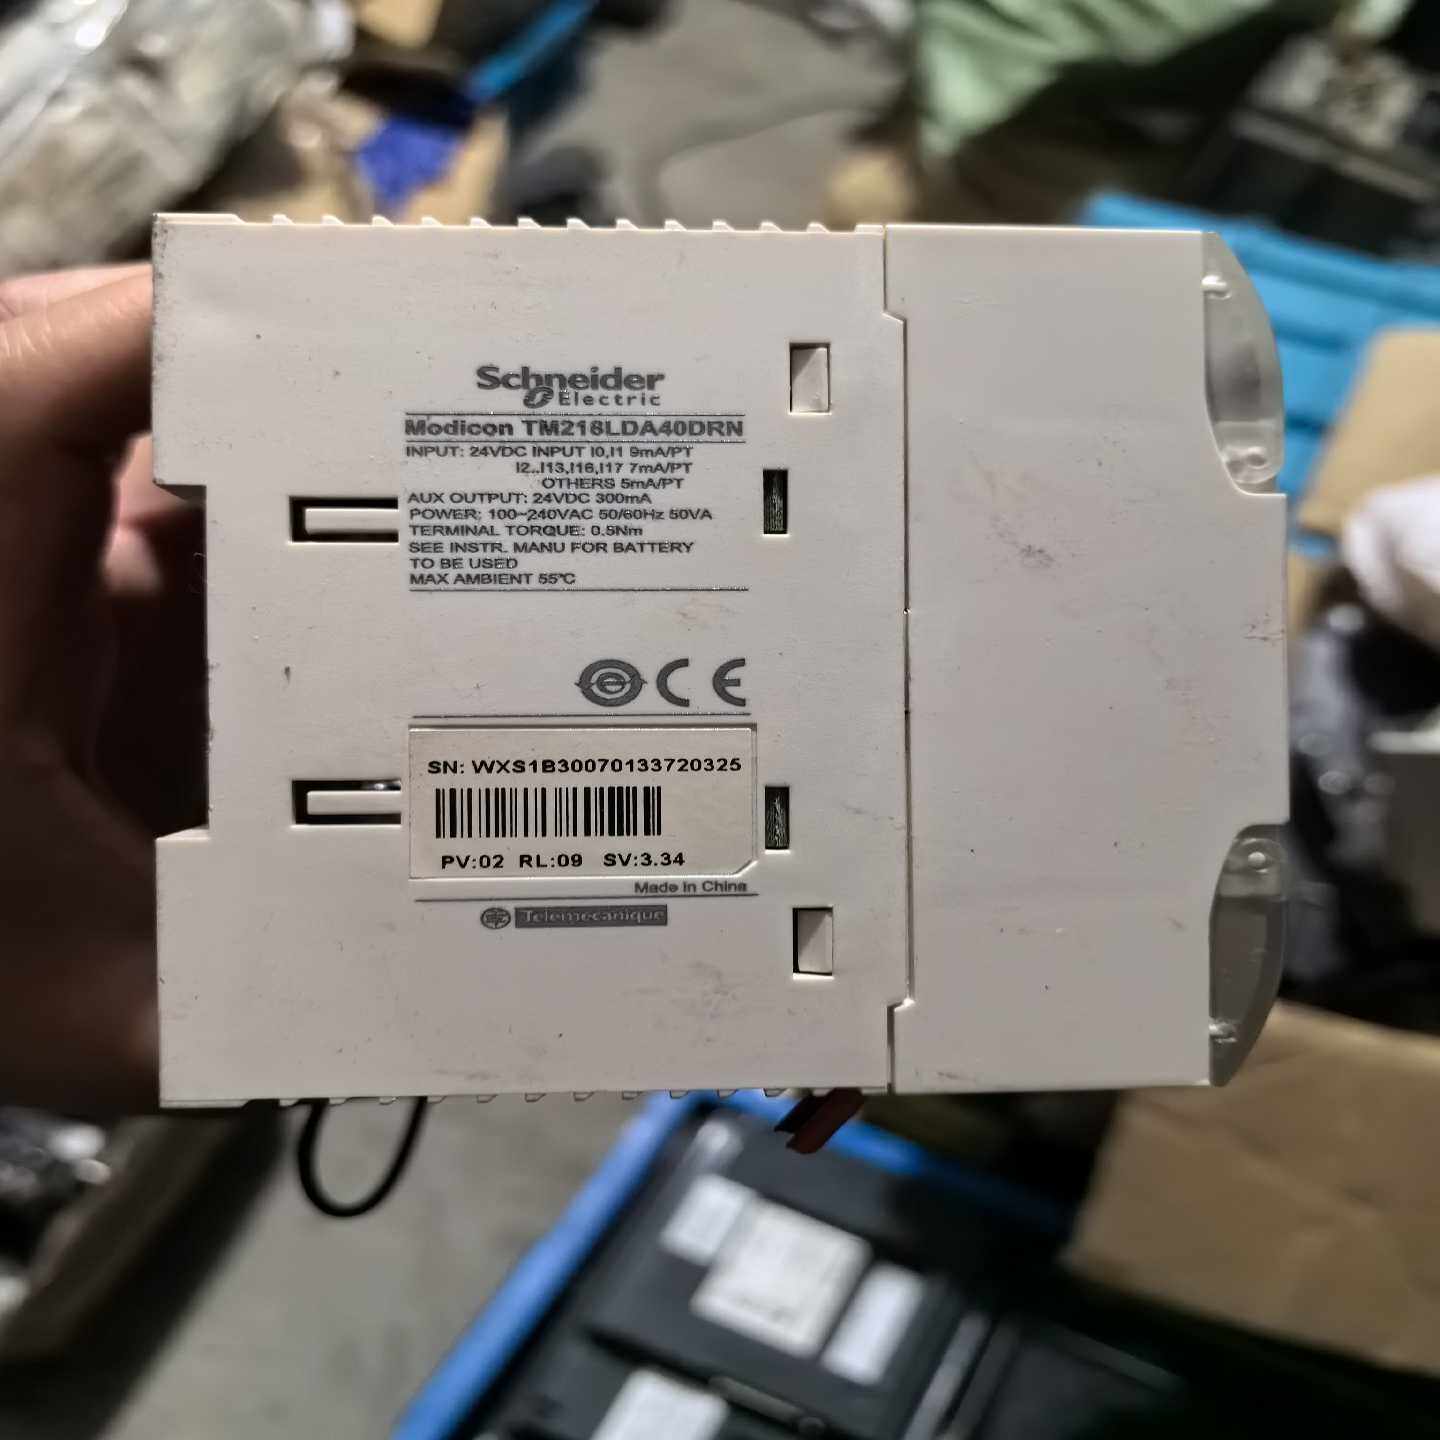 Schneider
Electric
Modicon TM218LDA40DRN
INPUT: 24VDC INPUT I0,I1 9mA/PT
I2..I13,I16,I17 7mA/PT
OTHERS 5mA/PT
AUX OUTPUT: 24VDC 300mA
POWER: 100~240VAC 50/60Hz 50VA
TERMINAL TORQUE: 0.5Nm
SEE INSTR. MANU FOR BATTERY
TO BE USED
MAX AMBIENT 55°C
CE
SN: WXS1B30070133720325
PV:02 RL:09 SV:3.34
Made in China
Telemecanique